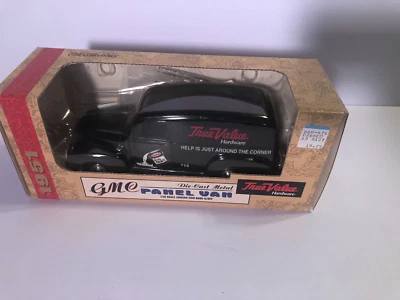 1951
True Value
Hardware
HELP IS JUST AROUND THE CORNER
GMC
Die-Cast Metal
PANEL VAN
True Value
Hardware